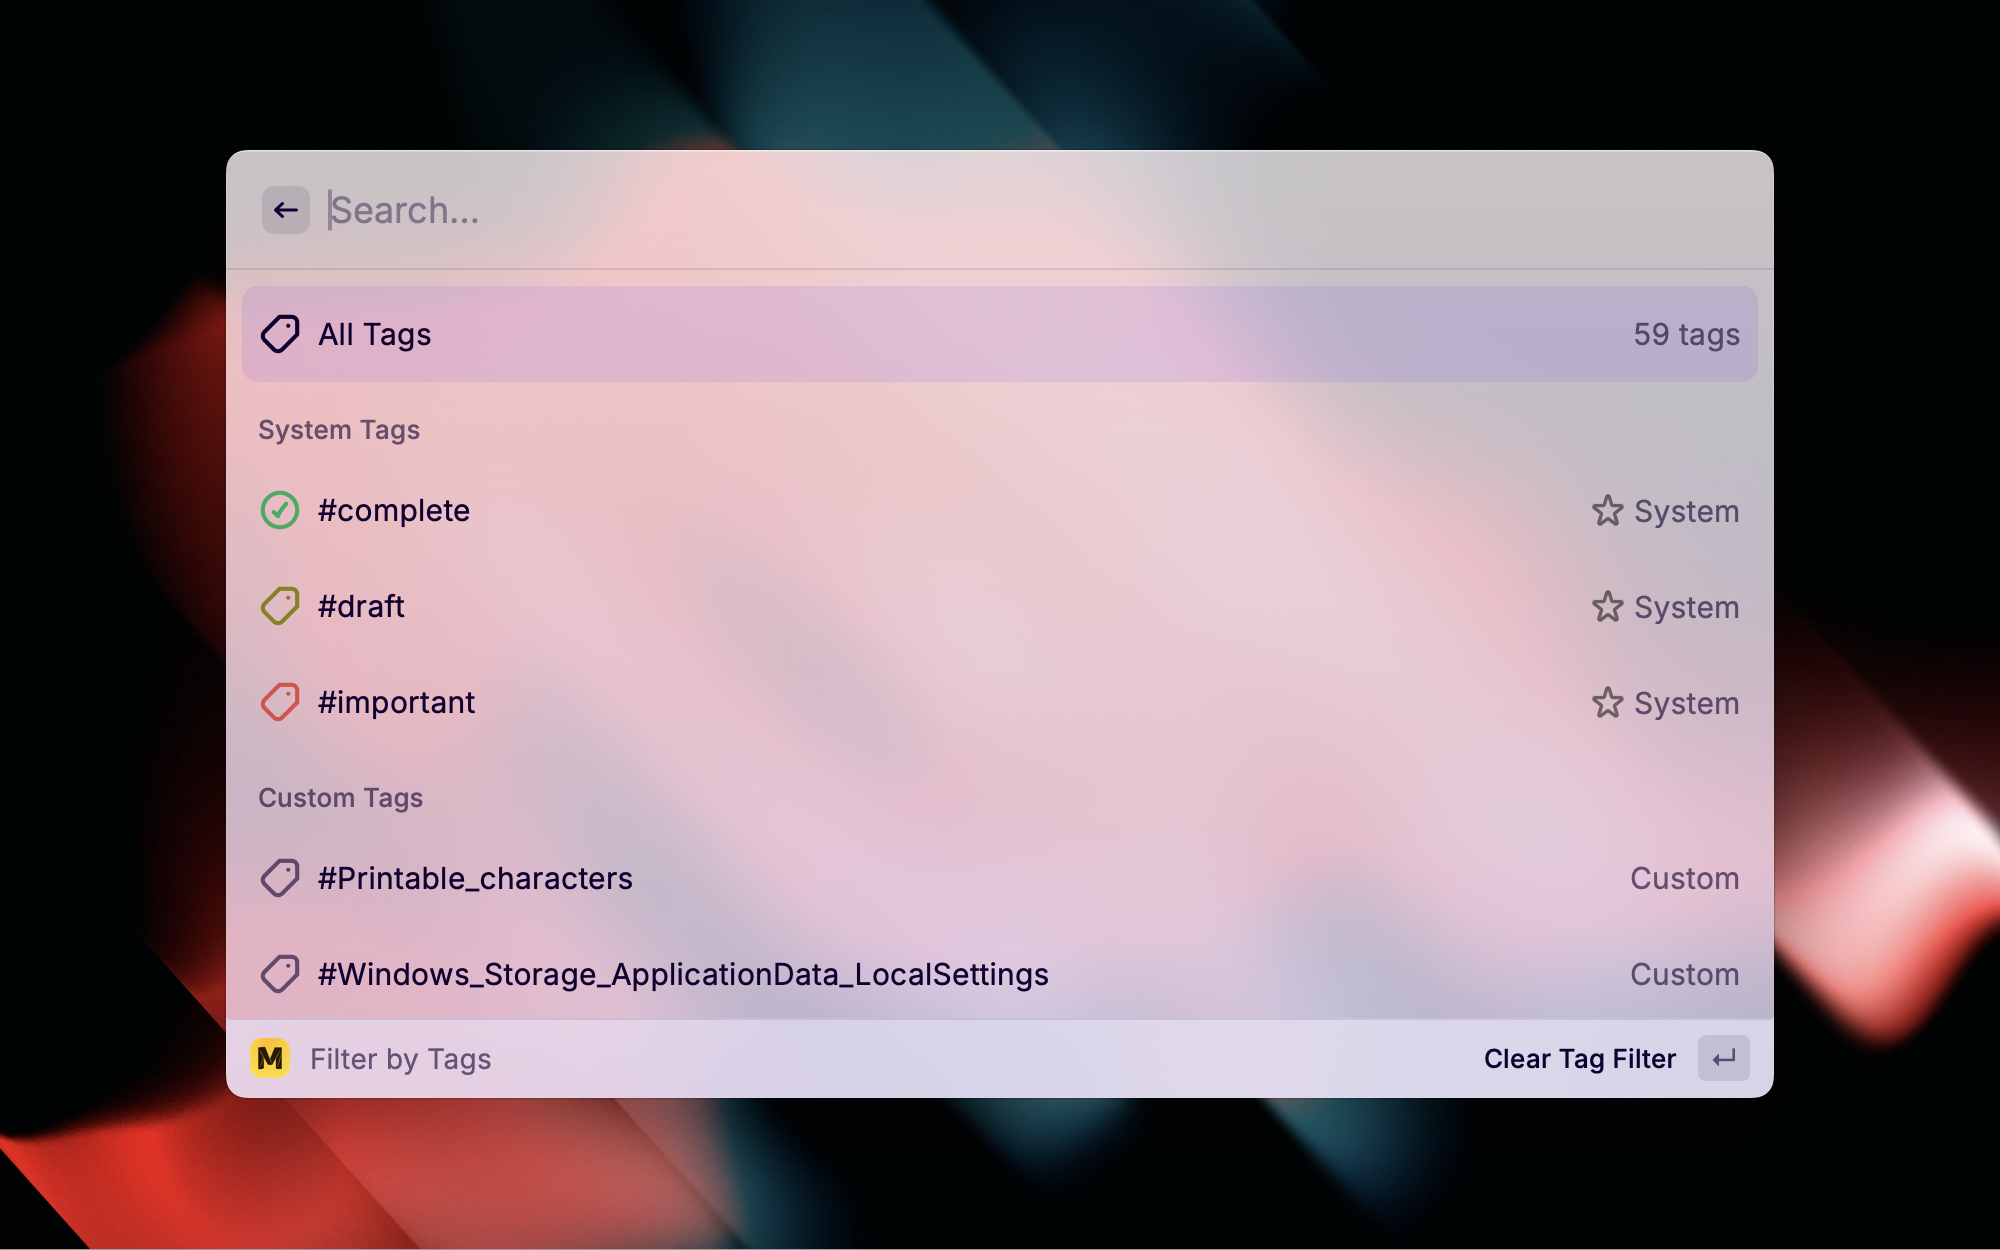 Search...
All Tags 59 tags
System Tags
#complete System
#draft System
#important System
Custom Tags
#Printable_characters Custom
#Windows_Storage_ApplicationData_LocalSettings Custom
M Filter by Tags Clear Tag Filter